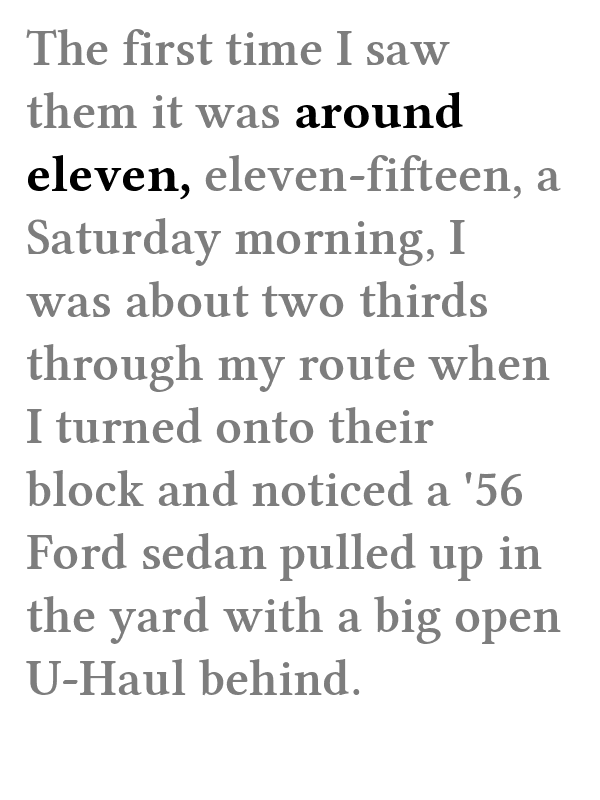 The first time I saw
them it was around
eleven, eleven-fifteen, a
Saturday morning, I
was about two thirds
through my route when
I turned onto their
block and noticed a '56
Ford sedan pulled up in
the yard with a big open
U-Haul behind.